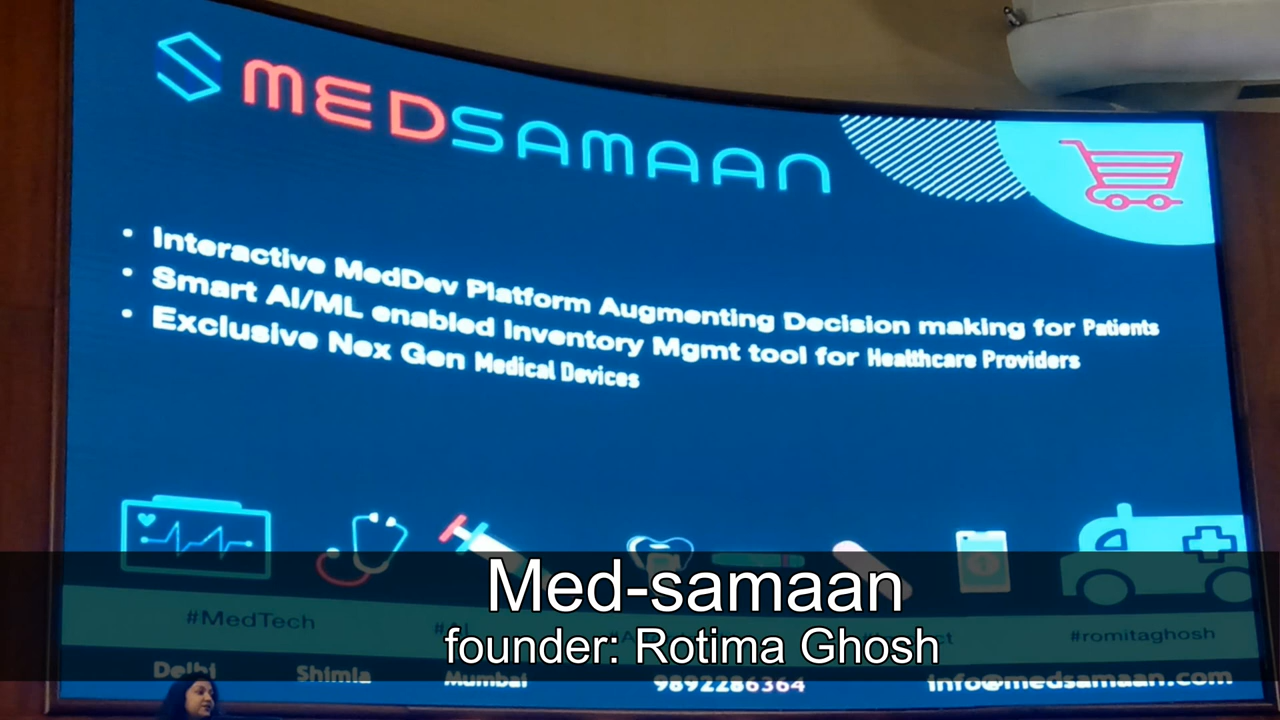 MEDSAMAAN
• Interactive MedDev Platform Augmenting Decision making for Patients
• Smart AI/ML enabled Inventory Mgmt tool for Healthcare Providers
• Exclusive Nex Gen Medical Devices
Med-samaan
#MedTech #romitaghosh
founder: Rotima Ghosh
Delhi Shimla Mumbai 9892286364 info@medsamaan.com